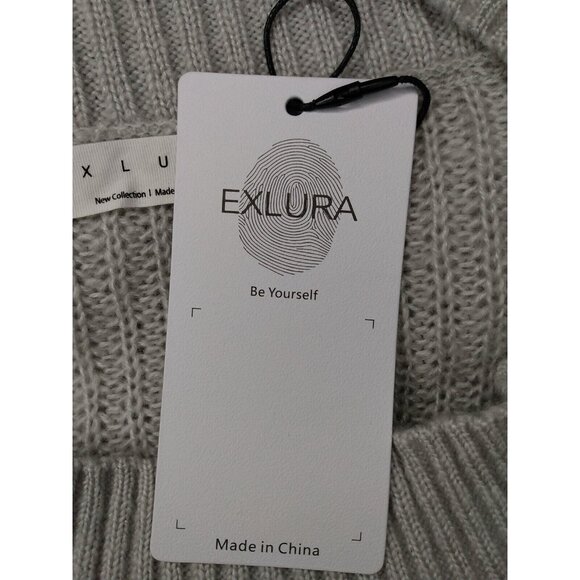 X L U
New Collection | Made
EXLURA
Be Yourself
Made in China